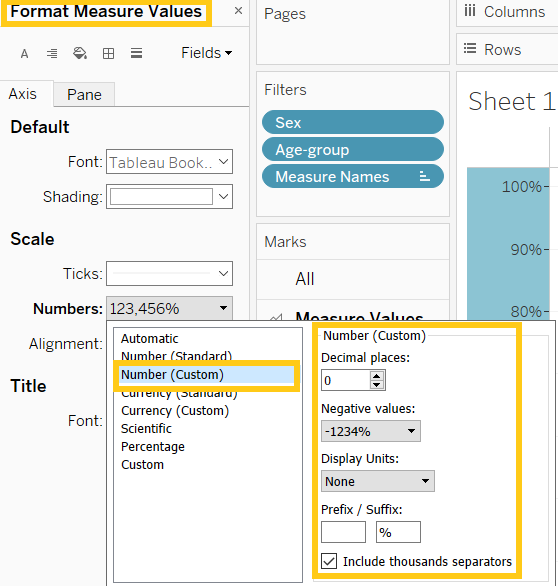 Format Measure Values ×
A Fields
Axis Pane
Default
Font: Tableau Book..
Shading:
Scale
Ticks:
Numbers: 123,456%
Alignment:
Title
Font:
Automatic
Number (Standard)
Number (Custom)
Currency (Standard)
Currency (Custom)
Scientific
Percentage
Custom
Number (Custom)
Decimal places:
0
Negative values:
-1234%
Display Units:
None
Prefix / Suffix:
%
Include thousands separators
Pages
Filters
Sex
Age-group
Measure Names
Marks
All
Measure Values
Columns
Rows
Sheet 1
100%
90%
80%